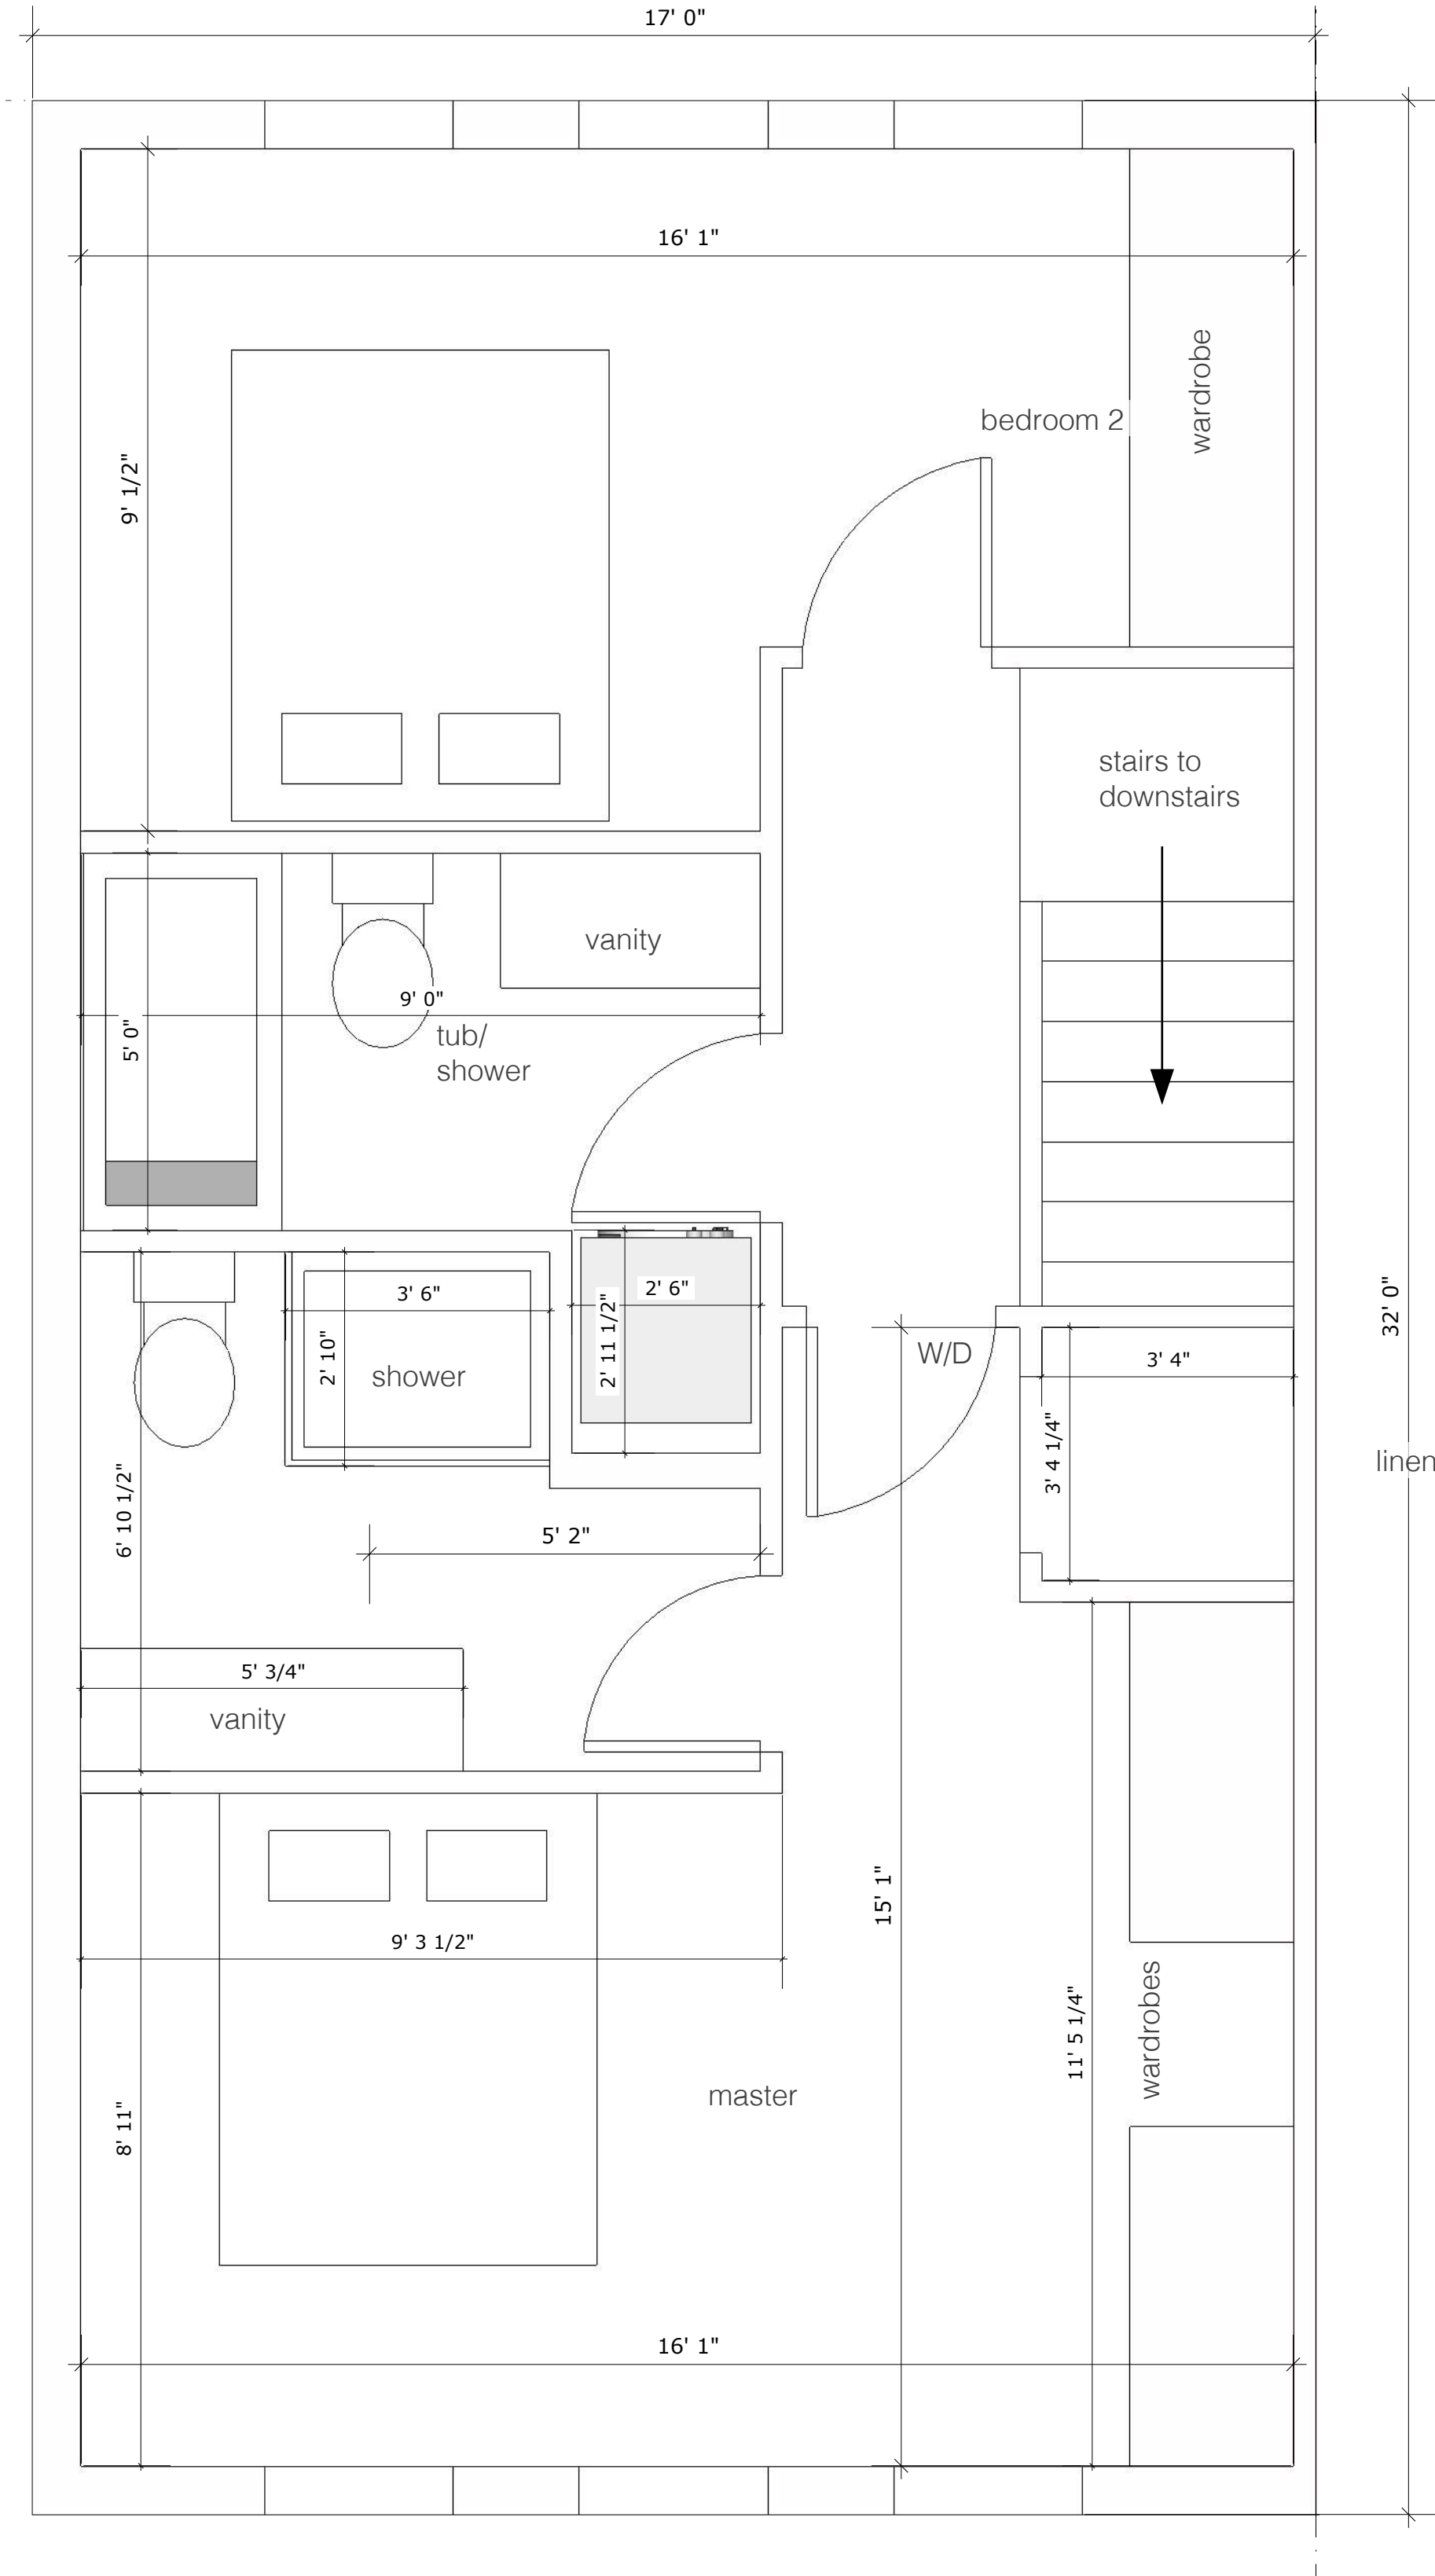 17' 0"
16' 1"
wardrobe
bedroom 2
9' 1/2"
stairs to
downstairs
vanity
9' 0"
5' 0"
tub/
shower
2' 6"
3' 6"
2' 11 1/2"
32' 0"
W/D
3' 4"
2' 10"
shower
3' 4 1/4"
linen
6' 10 1/2"
5' 2"
5' 3/4"
vanity
15' 1"
9' 3 1/2"
11' 5 1/4"
wardrobes
master
8' 11"
16' 1"